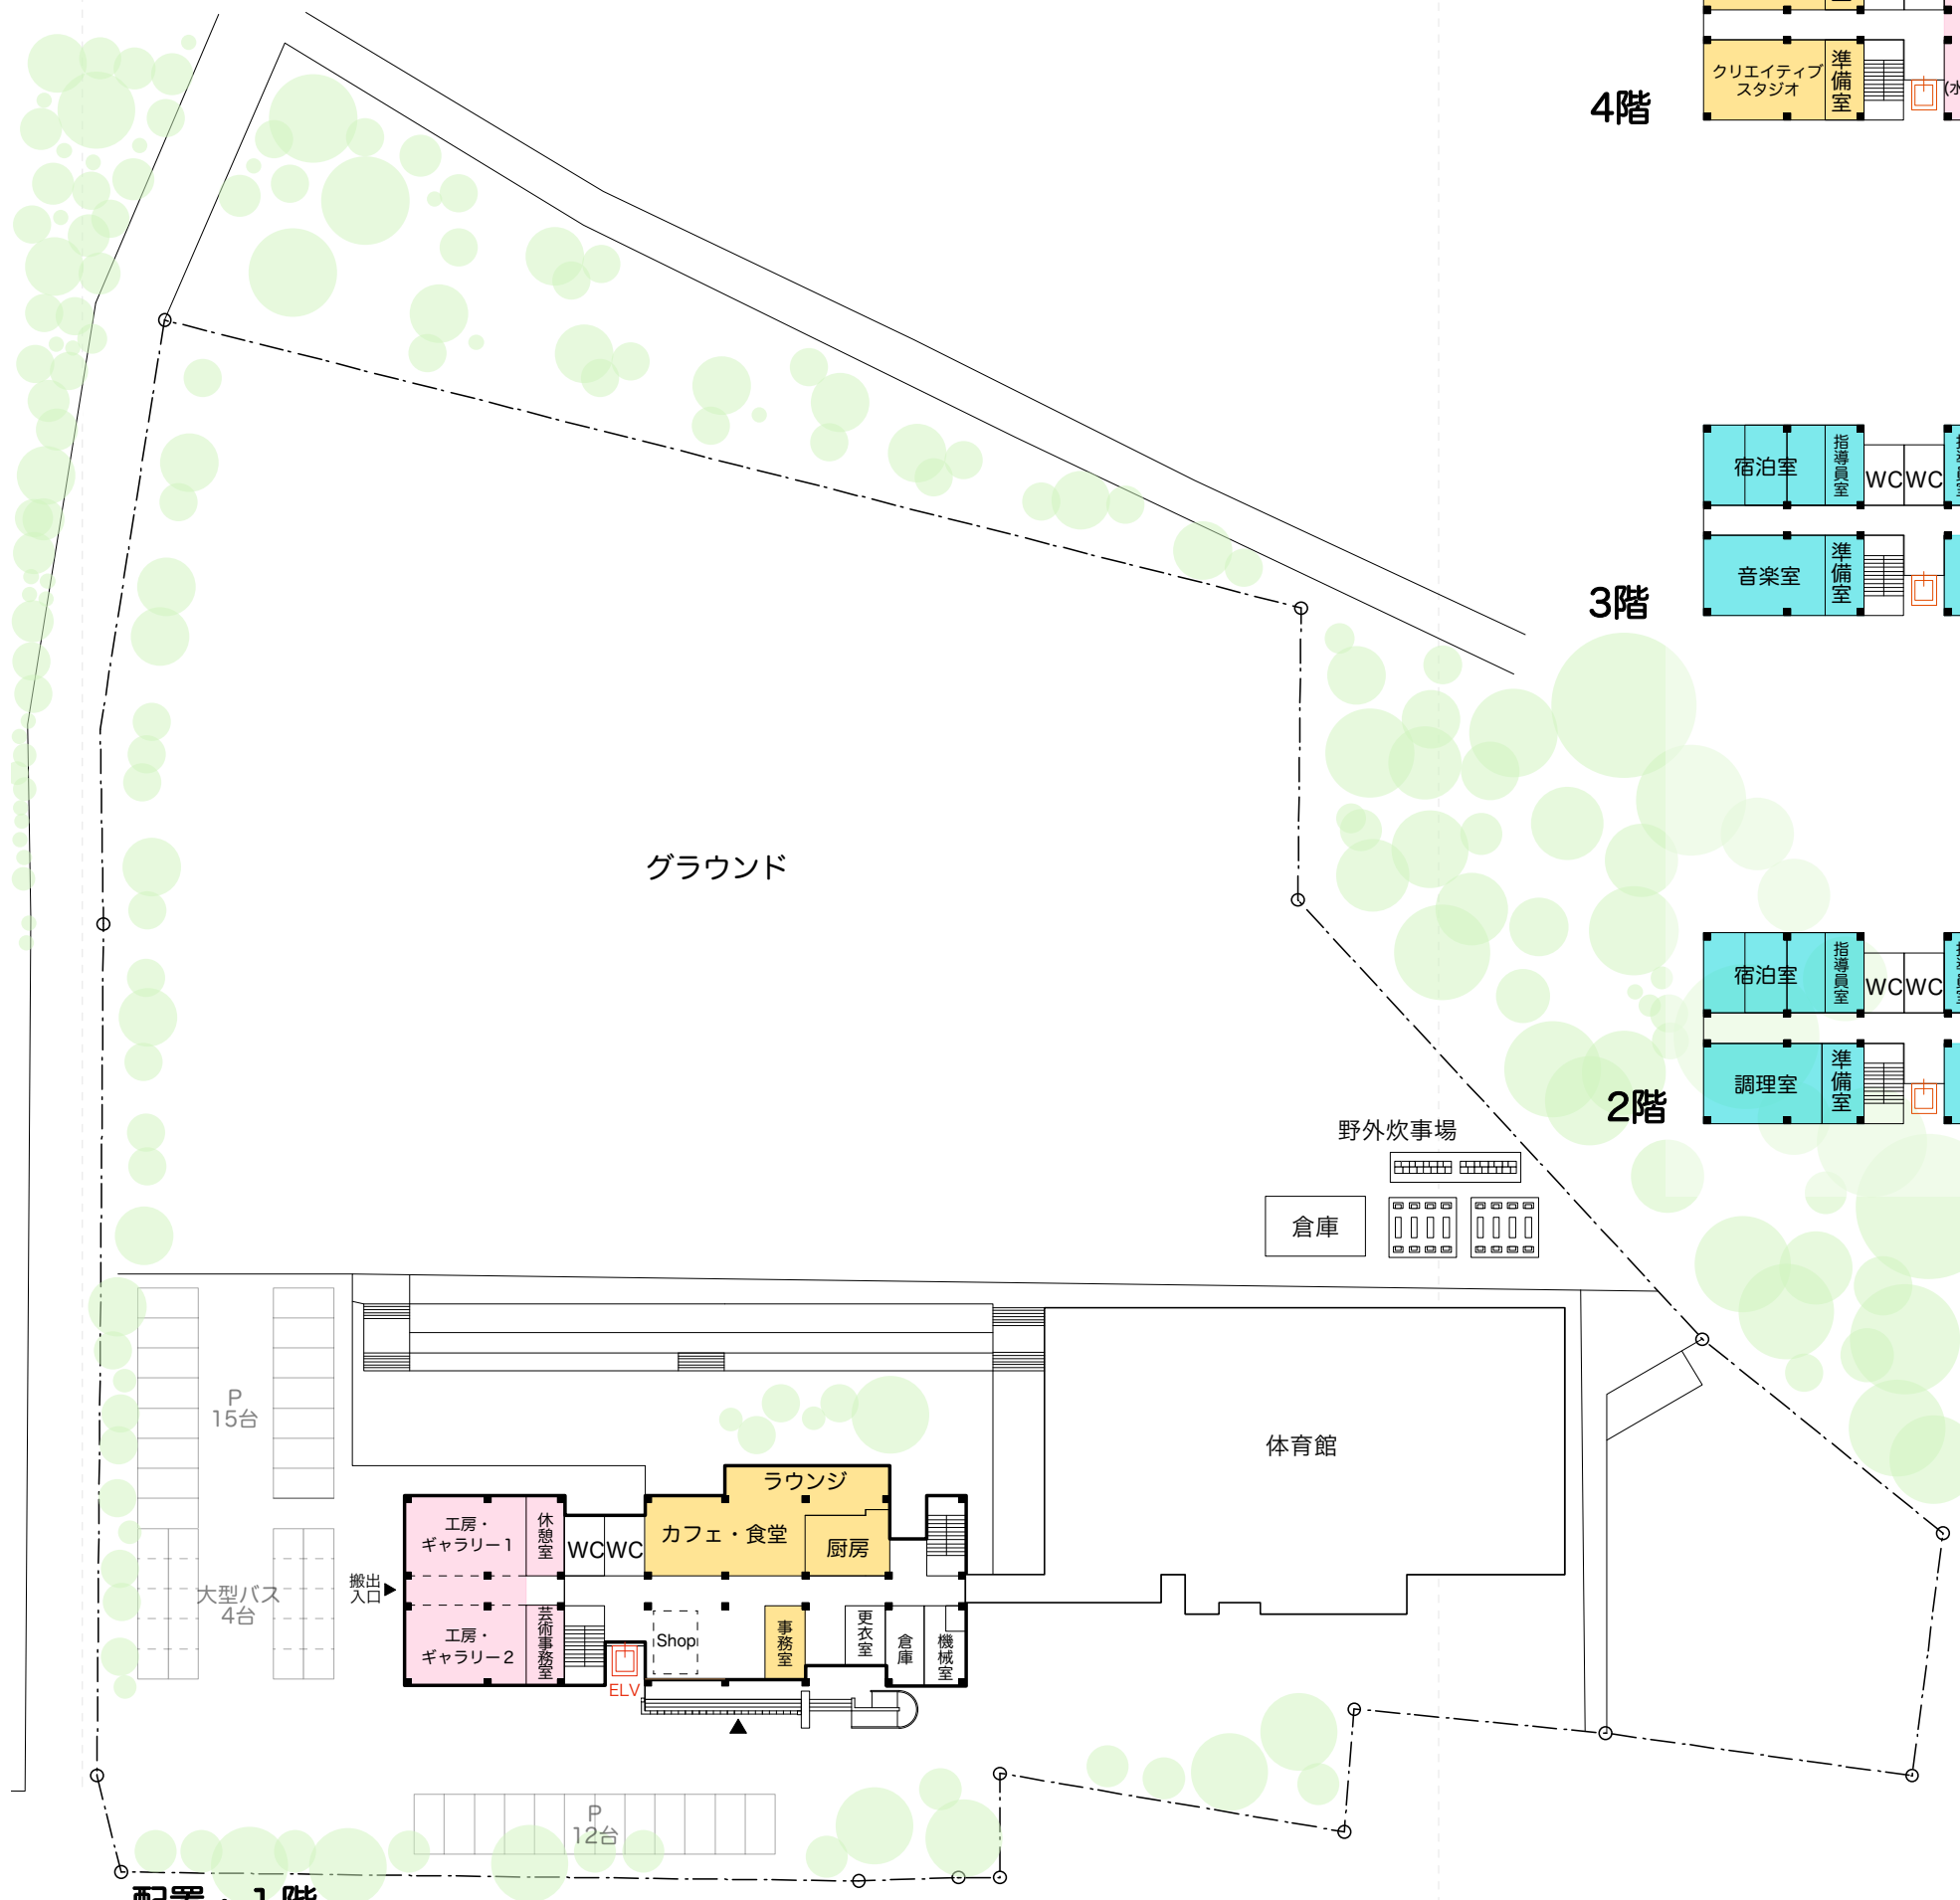 クリエイティブ
スタジオ
準備室
4階
(水
宿泊室
指導員室
WC
WC
音楽室
準備室
3階
グラウンド
宿泊室
指導員室
WC
WC
調理室
準備室
2階
野外炊事場
倉庫
P
15台
体育館
ラウンジ
工房・
ギャラリー1
休憩室
WC
WC
カフェ・食堂
厨房
大型バス
4台
搬出
入口
工房・
ギャラリー2
芸術事務室
Shop
事務室
更衣室
倉庫
機械室
ELV
P
12台
配置・1階